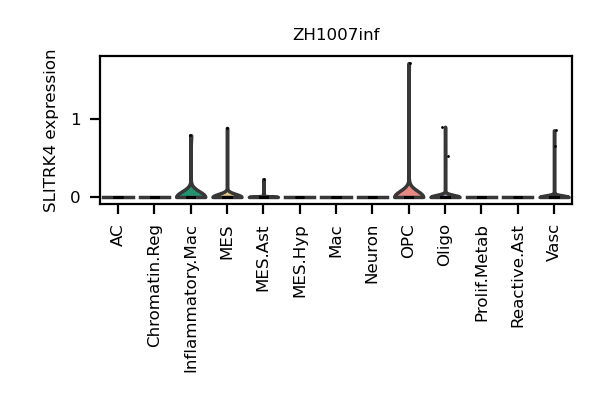 ZH1007inf
SLITRK4 expression
1
0
AC
Chromatin.Reg
Inflammatory.Mac
MES
MES.Ast
MES.Hyp
Mac
Neuron
OPC
Oligo
Prolif.Metab
Reactive.Ast
Vasc